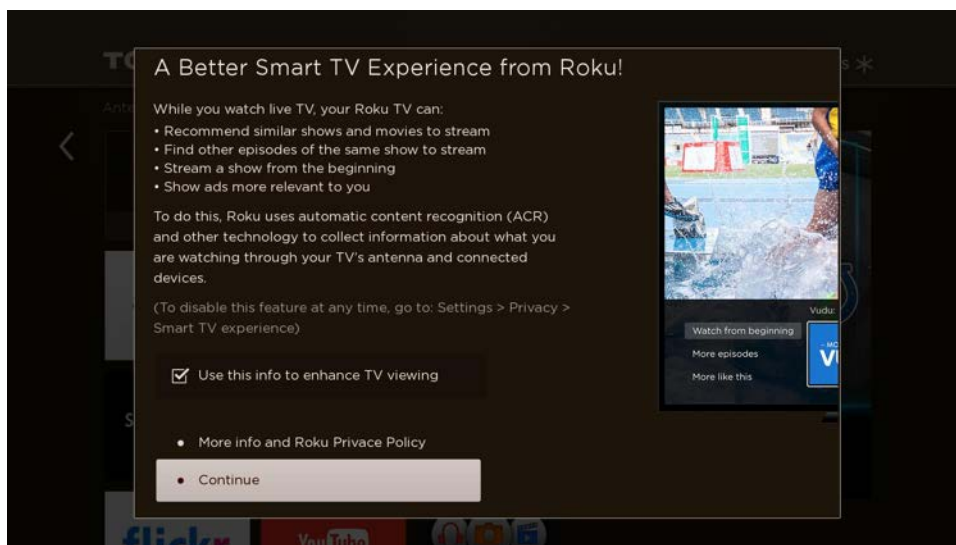 A Better Smart TV Experience from Roku!
While you watch live TV, your Roku TV can:
• Recommend similar shows and movies to stream
• Find other episodes of the same show to stream
• Stream a show from the beginning
• Show ads more relevant to you
To do this, Roku uses automatic content recognition (ACR)
and other technology to collect information about what you
are watching through your TV's antenna and connected
devices.
(To disable this feature at any time, go to: Settings > Privacy >
Smart TV experience)
Use this info to enhance TV viewing
• More info and Roku Privace Policy
• Continue
Vudu:
Watch from beginning
More episodes
More like this
flickr
YouTube